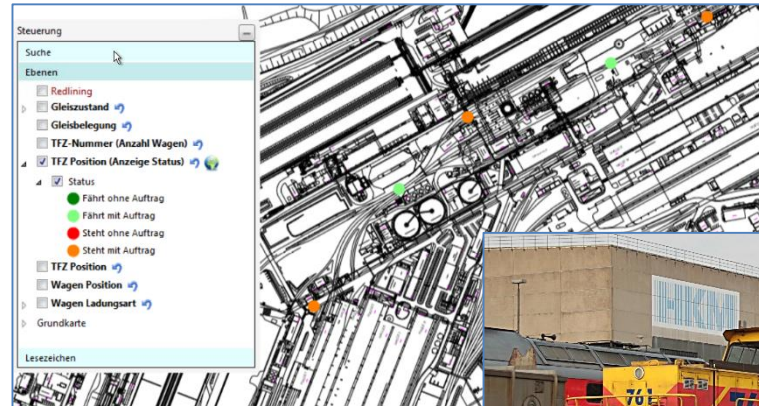 Steuerung
Suche
Ebenen
Redlining
Gleiszustand
Gleisbelegung
TFZ-Nummer (Anzahl Wagen)
TFZ Position (Anzeige Status)
Status
Fährt ohne Auftrag
Fährt mit Auftrag
Steht ohne Auftrag
Steht mit Auftrag
TFZ Position
Wagen Position
Wagen Ladungsart
Grundkarte
Lesezeichen
HKM
761